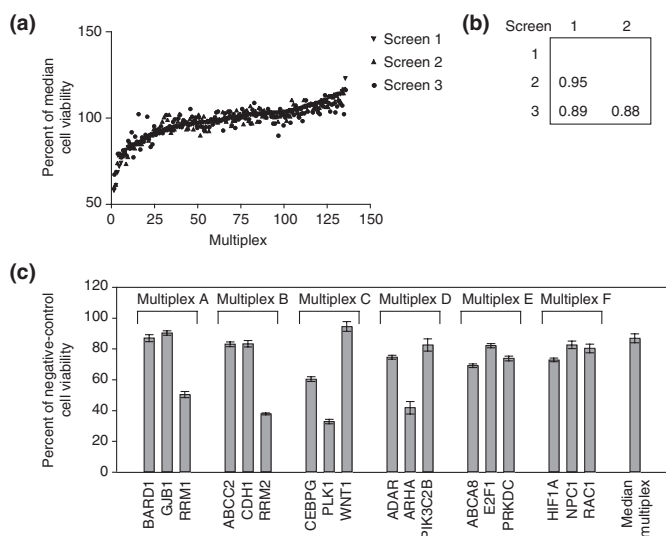 (a)
150
100
50
Percent of median
cell viability
0 25 50 75 100 125 150
Multiplex
Screen 1
Screen 2
Screen 3
(b)
Screen 1 2
1
2 0.95
3 0.89 0.88
(c)
120
100
80
60
40
20
0
Percent of negative-control
cell viability
Multiplex A Multiplex B Multiplex C Multiplex D Multiplex E Multiplex F
BARD1
GJB1
RRM1
ABCC2
CDH1
RRM2
CEBPG
PLK1
WNT1
ADAR
ARHA
PIK3C2B
ABCA8
E2F1
PRKDC
HIF1A
NPC1
RAC1
Median
multiplex